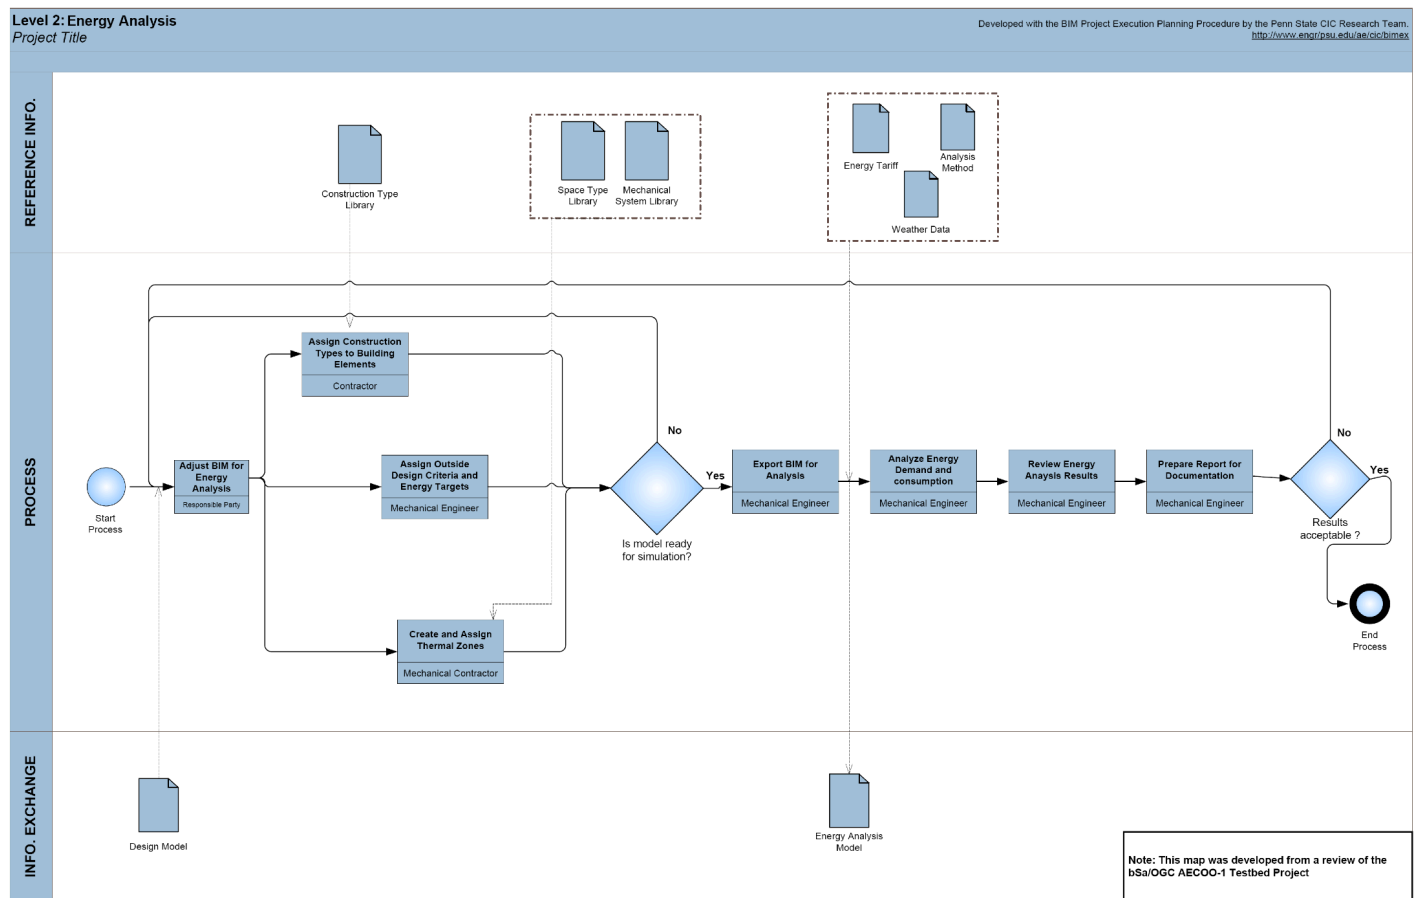 Level 2: Energy Analysis
Project Title
Developed with the BIM Project Execution Planning Procedure by the Penn State CIC Research Team.
http://www.engr/psu.edu/ae/cic/bimex
REFERENCE INFO.
Construction Type
Library
Space Type
Library
Mechanical
System Library
Energy Tariff
Analysis
Method
Weather Data
PROCESS
Start
Process
Adjust BIM for
Energy
Analysis
Responsible Party
Assign Construction
Types to Building
Elements
Contractor
Assign Outside
Design Criteria and
Energy Targets
Mechanical Engineer
Create and Assign
Thermal Zones
Mechanical Contractor
No
Yes
Is model ready
for simulation?
Export BIM for
Analysis
Mechanical Engineer
Analyze Energy
Demand and
consumption
Mechanical Engineer
Review Energy
Anaysis Results
Mechanical Engineer
Prepare Report for
Documentation
Mechanical Engineer
No
Yes
Results
acceptable ?
End
Process
INFO. EXCHANGE
Design Model
Energy Analysis
Model
Note: This map was developed from a review of the
bSa/OGC AECOO-1 Testbed Project